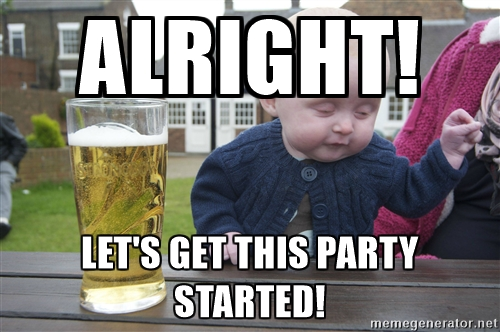 ALRIGHT!
LET'S GET THIS PARTY
STARTED!
memegenerator.net